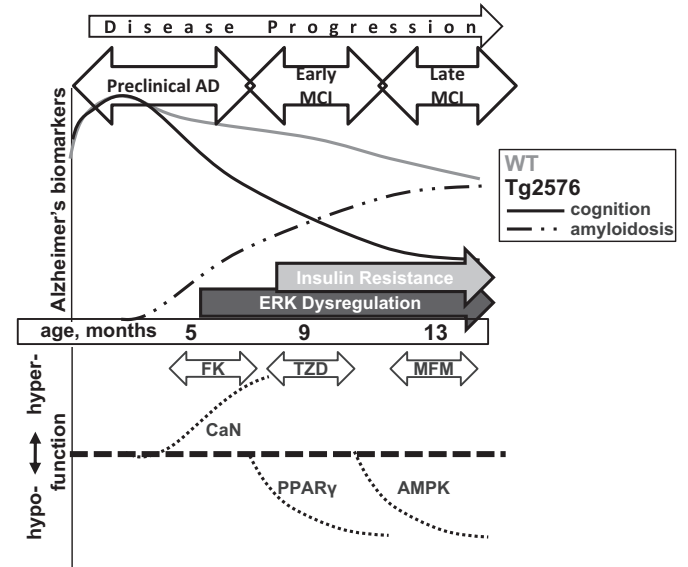 Disease Progression
Preclinical AD
Early
MCI
Late
MCI
Alzheimer's biomarkers
WT
Tg2576
cognition
amyloidosis
Insulin Resistance
ERK Dysregulation
age, months 5 9 13
FK TZD MFM
hypo- ↔ hyper-
function
CaN
PPARγ AMPK